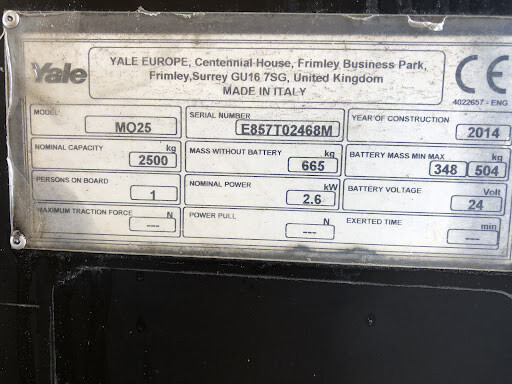 Yale
YALE EUROPE, Centennial House, Frimley Business Park,
Frimley,Surrey GU16 7SG, United Kingdom
MADE IN ITALY
CE
4022657 - ENG
MODEL MO25
SERIAL NUMBER E857T02468M
YEAR OF CONSTRUCTION 2014
NOMINAL CAPACITY kg 2500
MASS WITHOUT BATTERY kg 665
BATTERY MASS MIN MAX kg 348 504
PERSONS ON BOARD 1
NOMINAL POWER kW 2.6
BATTERY VOLTAGE Volt 24
MAXIMUM TRACTION FORCE N ---
POWER PULL N ---
EXERTED TIME min ---